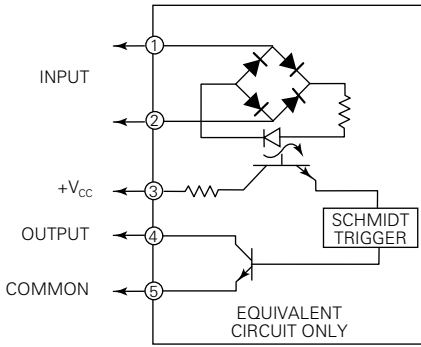 1
INPUT
2
+VCC
3
OUTPUT
4
SCHMIDT
TRIGGER
COMMON
5
EQUIVALENT
CIRCUIT ONLY